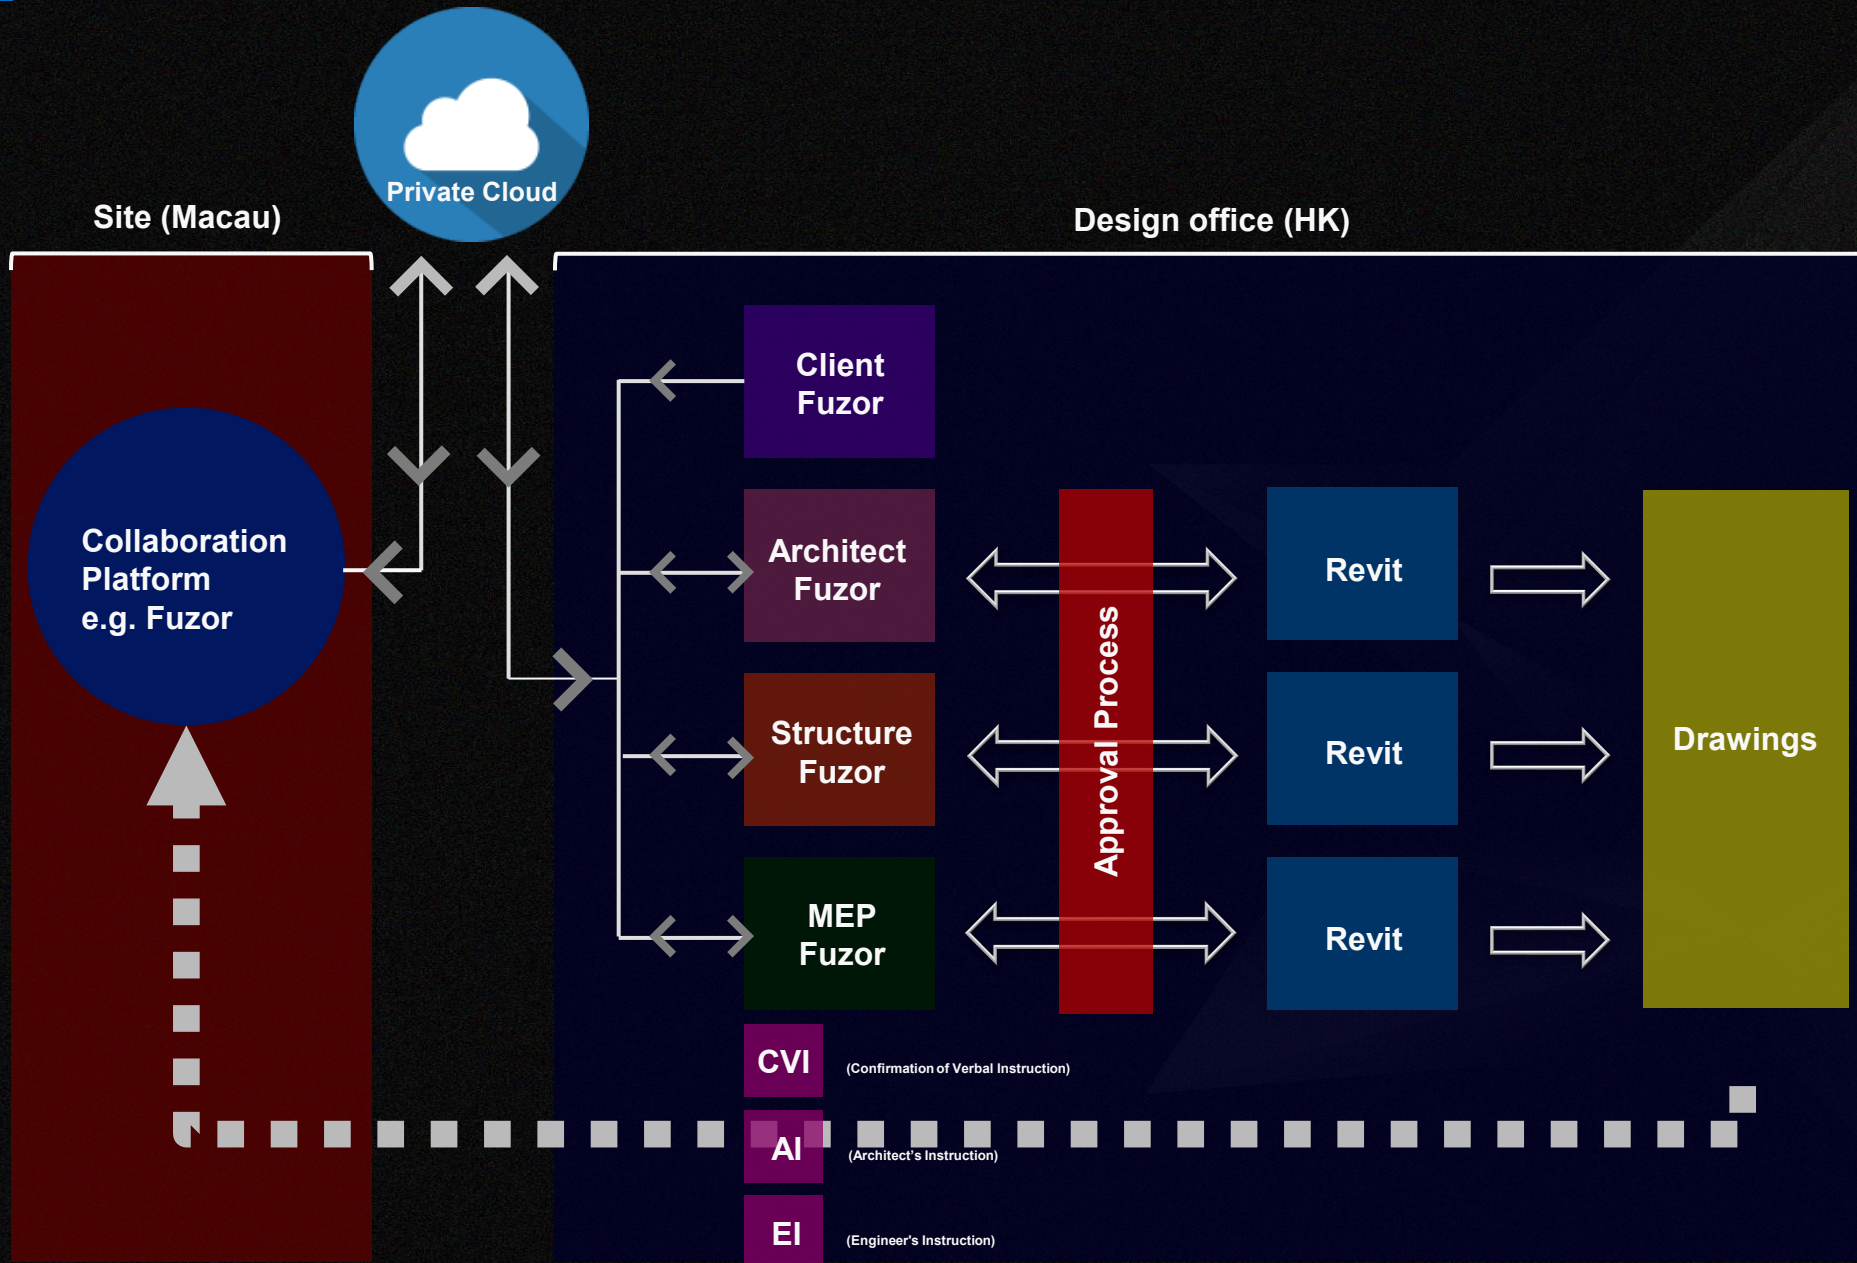 Private Cloud
Site (Macau)
Design office (HK)
Client
Fuzor
Collaboration
Platform
e.g. Fuzor
Architect
Fuzor
Structure
Fuzor
MEP
Fuzor
Approval Process
Revit
Revit
Revit
Drawings
CVI
(Confirmation of Verbal Instruction)
AI
(Architect's Instruction)
EI
(Engineer's Instruction)